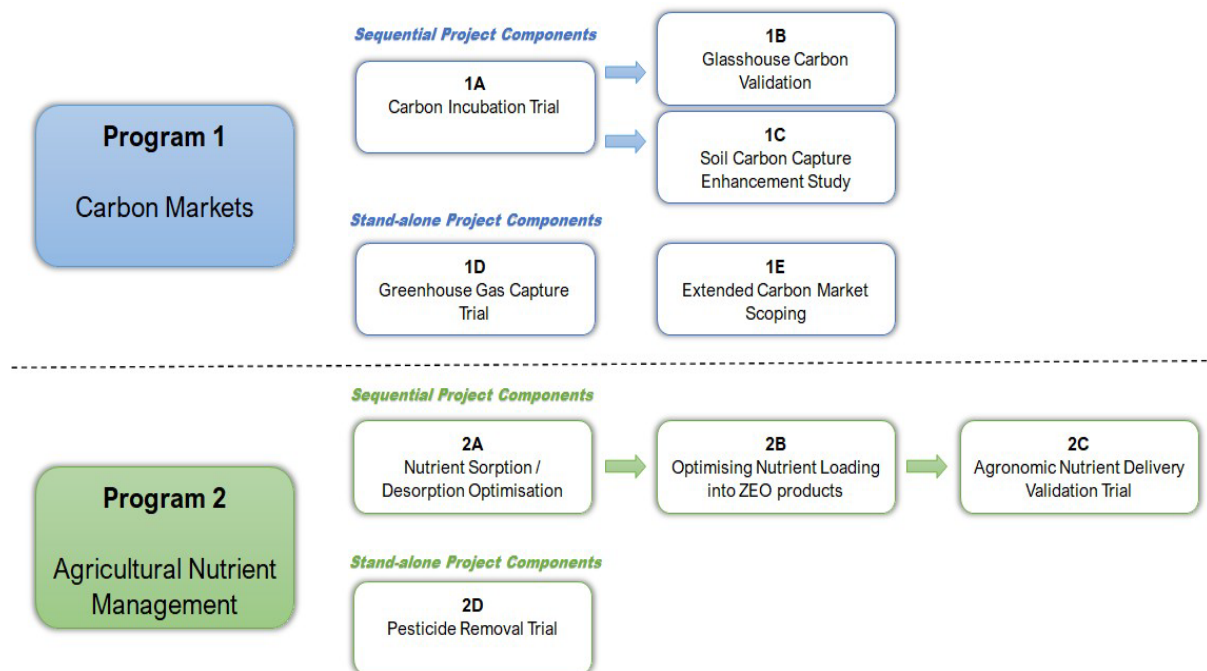 Program 1
Carbon Markets
Sequential Project Components
1A
Carbon Incubation Trial
1B
Glasshouse Carbon
Validation
1C
Soil Carbon Capture
Enhancement Study
Stand-alone Project Components
1D
Greenhouse Gas Capture
Trial
1E
Extended Carbon Market
Scoping
Program 2
Agricultural Nutrient
Management
Sequential Project Components
2A
Nutrient Sorption /
Desorption Optimisation
2B
Optimising Nutrient Loading
into ZEO products
2C
Agronomic Nutrient Delivery
Validation Trial
Stand-alone Project Components
2D
Pesticide Removal Trial